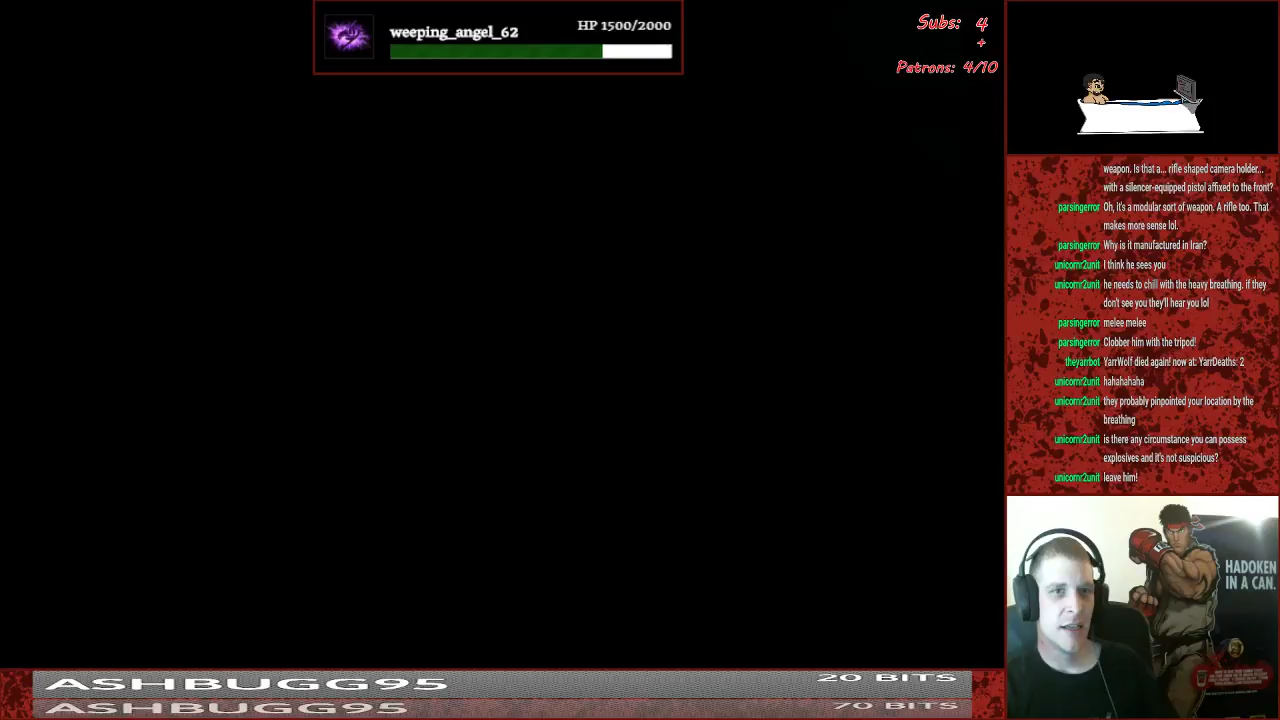 weeping_angel_62 HP 1500/2000
Subs: 4
+
Patrons: 4/10
weapon. Is that a... rifle shaped camera holder...
with a silencer-equipped pistol affixed to the front?
parsingerror Oh, it's a modular sort of weapon. A rifle too. That
makes more sense lol.
parsingerror Why is it manufactured in Iran?
unicornr2unit I think he sees you
unicornr2unit he needs to chill with the heavy breathing. if they
don't see you they'll hear you lol
parsingerror melee melee
parsingerror Clobber him with the tripod!
theyarrbot YarrWolf died again! now at: YarrDeaths: 2
unicornr2unit hahahahaha
unicornr2unit they probably pinpointed your location by the
breathing
unicornr2unit is there any circumstance you can possess
explosives and it's not suspicious?
unicornr2unit leave him!
HADOKEN
IN A CAN.
ASHBUGG95 20 BITS
ASHBUGG95 70 BITS